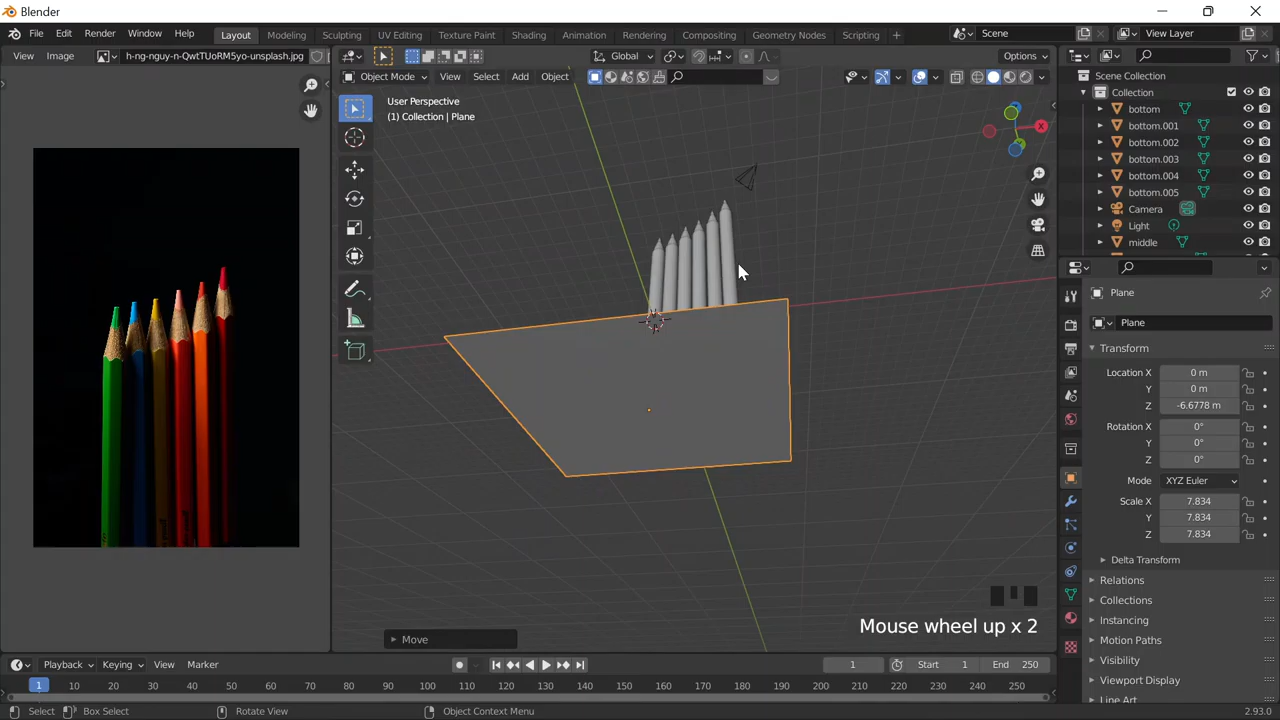 Blender
File Edit Render Window Help Layout Modeling Sculpting UV Editing Texture Paint Shading Animation Rendering Compositing Geometry Nodes Scripting + Scene View Layer
View Image h-ng-nguy-n-QwtTUoRM5yo-unsplash.jpg Global Options
Object Mode View Select Add Object
User Perspective
(1) Collection | Plane
X
Scene Collection
Collection
bottom
bottom.001
bottom.002
bottom.003
bottom.004
bottom.005
Camera
Light
middle
Plane
Plane
Transform
Location X 0 m
Y 0 m
Z -6.6778 m
Rotation X 0°
Y 0°
Z 0°
Mode XYZ Euler
Scale X 7.834
Y 7.834
Z 7.834
Delta Transform
Relations
Collections
Instancing
Motion Paths
Visibility
Viewport Display
Line Art
Mouse wheel up x 2
Move
Playback Keying View Marker 1 Start 1 End 250
1 10 20 30 40 50 60 70 80 90 100 110 120 130 140 150 160 170 180 190 200 210 220 230 240 250
Select Box Select Rotate View Object Context Menu 2.93.0